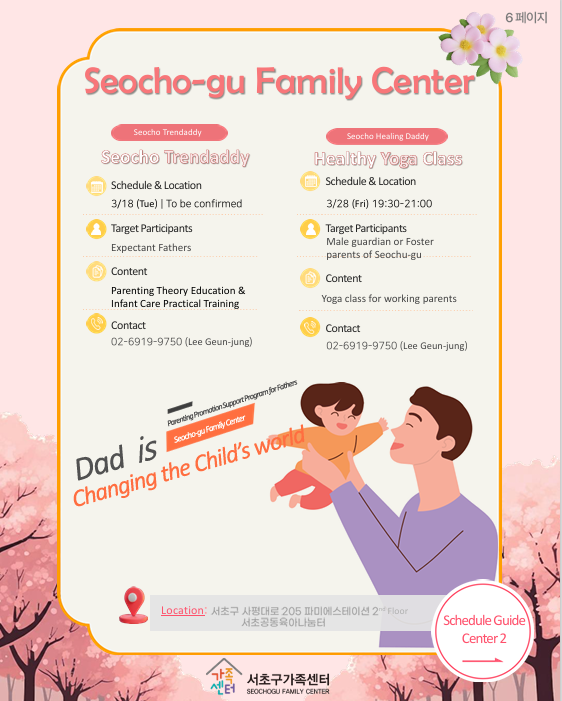 6 페이지
Seocho-gu Family Center
Seocho Trendaddy
Seocho Trendaddy
Schedule & Location
3/18 (Tue) | To be confirmed
Target Participants
Expectant Fathers
Content
Parenting Theory Education &
Infant Care Practical Training
Contact
02-6919-9750 (Lee Geun-jung)
Seocho Healing Daddy
Healthy Yoga Class
Schedule & Location
3/28 (Fri) 19:30-21:00
Target Participants
Male guardian or Foster
parents of Seochu-gu
Content
Yoga class for working parents
Contact
02-6919-9750 (Lee Geun-jung)
Parenting Promotion Support Program for Fathers
Seocho-gu Family Center
Dad is
Changing the Child's world
Location: 서초구 사평대로 205 파미에스테이션 2nd Floor
서초공동육아나눔터
Schedule Guide
Center 2
가족
센터
서초구가족센터
SEOCHOGU FAMILY CENTER